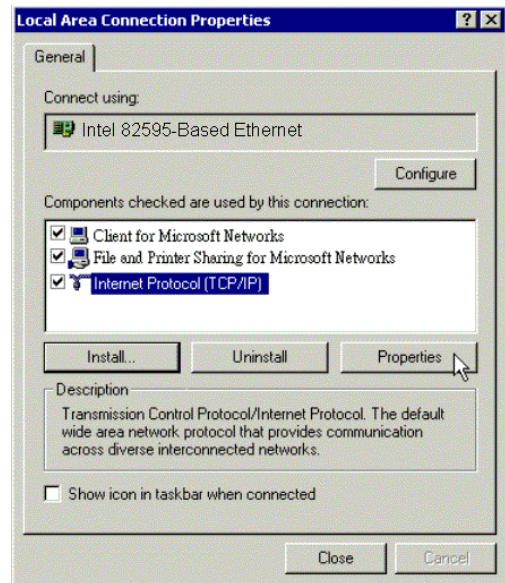 Local Area Connection Properties
General
Connect using:
Intel 82595-Based Ethernet
Configure
Components checked are used by this connection:
Client for Microsoft Networks
File and Printer Sharing for Microsoft Networks
Internet Protocol (TCP/IP)
Install...
Uninstall
Properties
Description
Transmission Control Protocol/Internet Protocol. The default
wide area network protocol that provides communication
across diverse interconnected networks.
Show icon in taskbar when connected
Close
Cancel